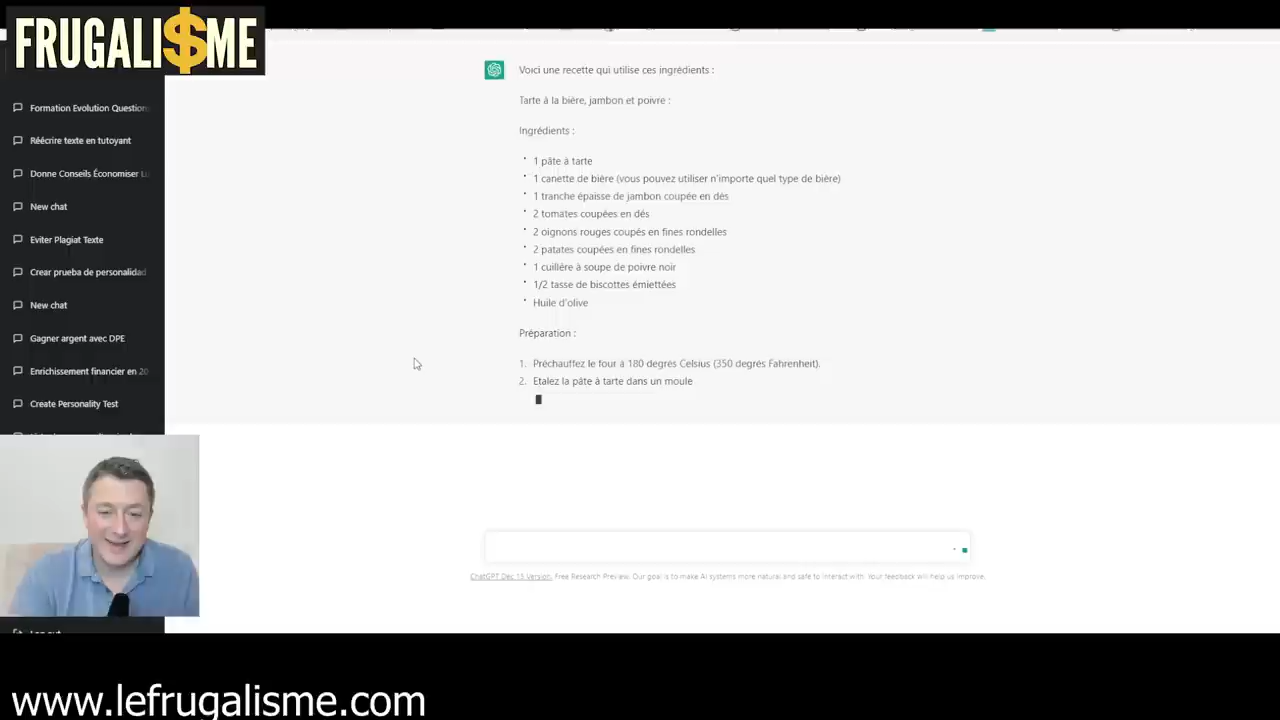 FRUGALI$ME
Formation Evolution Question
Réécrire texte en tutoyant
Donne Conseils Économiser Lu
New chat
Eviter Plagiat Texte
Crear prueba de personalidad
New chat
Gagner argent avec DPE
Enrichissement financier en 20
Create Personality Test
Voici une recette qui utilise ces ingrédients :
Tarte à la bière, jambon et poivre :
Ingrédients :
• 1 pâte à tarte
• 1 canette de bière (vous pouvez utiliser n'importe quel type de bière)
• 1 tranche épaisse de jambon coupée en dés
• 2 tomates coupées en dés
• 2 oignons rouges coupés en fines rondelles
• 2 patates coupées en fines rondelles
• 1 cuillère à soupe de poivre noir
• 1/2 tasse de biscottes émiettées
• Huile d'olive
Préparation :
1. Préchauffez le four à 180 degrés Celsius (350 degrés Fahrenheit).
2. Etalez la pâte à tarte dans un moule
ChatGPT Dec 15 Version. Free Research Preview. Our goal is to make AI systems more natural and safe to interact with. Your feedback will help us improve.
www.lefrugalisme.com